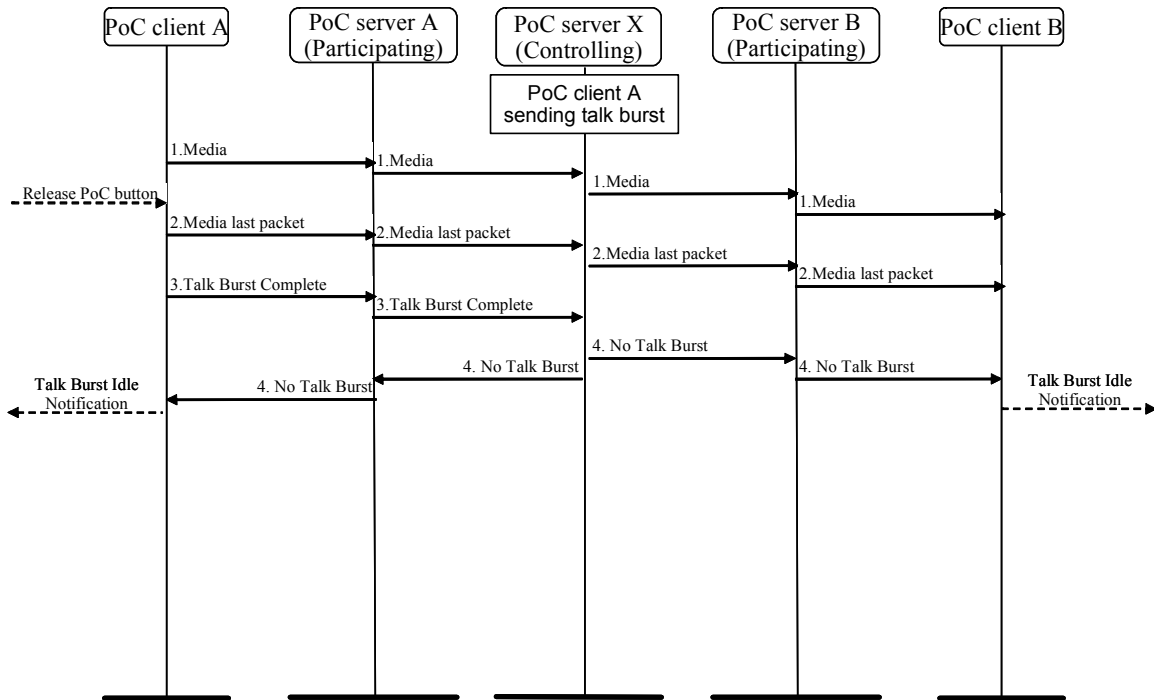 PoC client A
PoC server A
(Participating)
PoC server X
(Controlling)
PoC server B
(Participating)
PoC client B
PoC client A
sending talk burst
1.Media
1.Media
1.Media
1.Media
Release PoC button
2.Media last packet
2.Media last packet
2.Media last packet
2.Media last packet
3.Talk Burst Complete
3.Talk Burst Complete
4. No Talk Burst
4. No Talk Burst
4. No Talk Burst
4. No Talk Burst
Talk Burst Idle
Notification
Talk Burst Idle
Notification